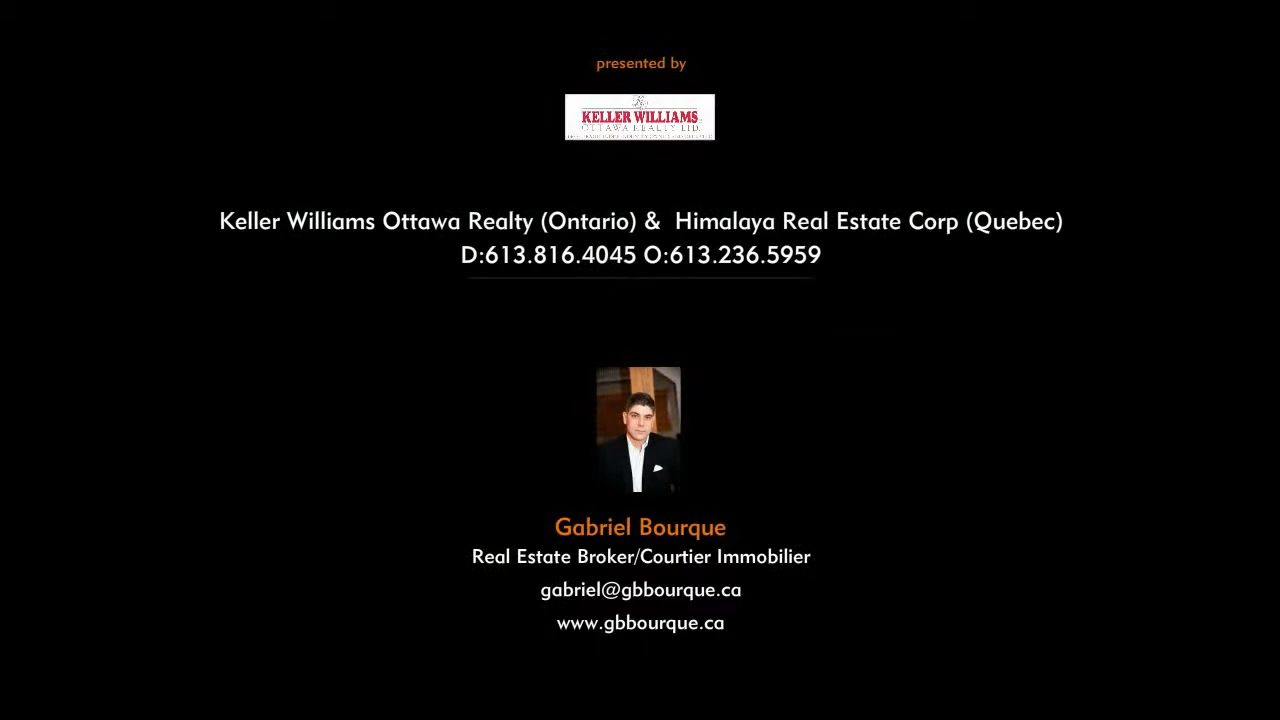 presented by
KELLER WILLIAMS
OTTAWA REALTY LTD.
Keller Williams Ottawa Realty (Ontario) &  Himalaya Real Estate Corp (Quebec)
D:613.816.4045 O:613.236.5959
Gabriel Bourque
Real Estate Broker/Courtier Immobilier
gabriel@gbbourque.ca
www.gbbourque.ca